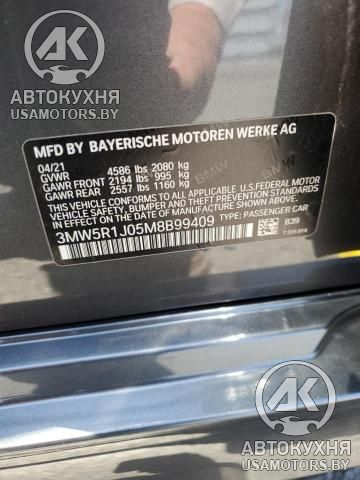 АК
АВТОКУХНЯ
USAMOTORS.BY
MFD BY BAYERISCHE MOTOREN WERKE AG
04/21
GVWR 4586 lbs 2080 kg
GAWR FRONT 2194 lbs 995 kg
GAWR REAR 2557 lbs 1160 kg
THIS VEHICLE CONFORMS TO ALL APPLICABLE U.S.FEDERAL
MOTOR VEHICLE SAFETY, BUMPER, AND THEFT PREVENTION
STANDARDS IN EFFECT ON THE DATE OF MANUFACTURE
SHOWN ABOVE.
3MW5R1J05M8B99409 TYPE: PASSENGER CAR
B39
АК
АВТОКУХНЯ
USAMOTORS.BY